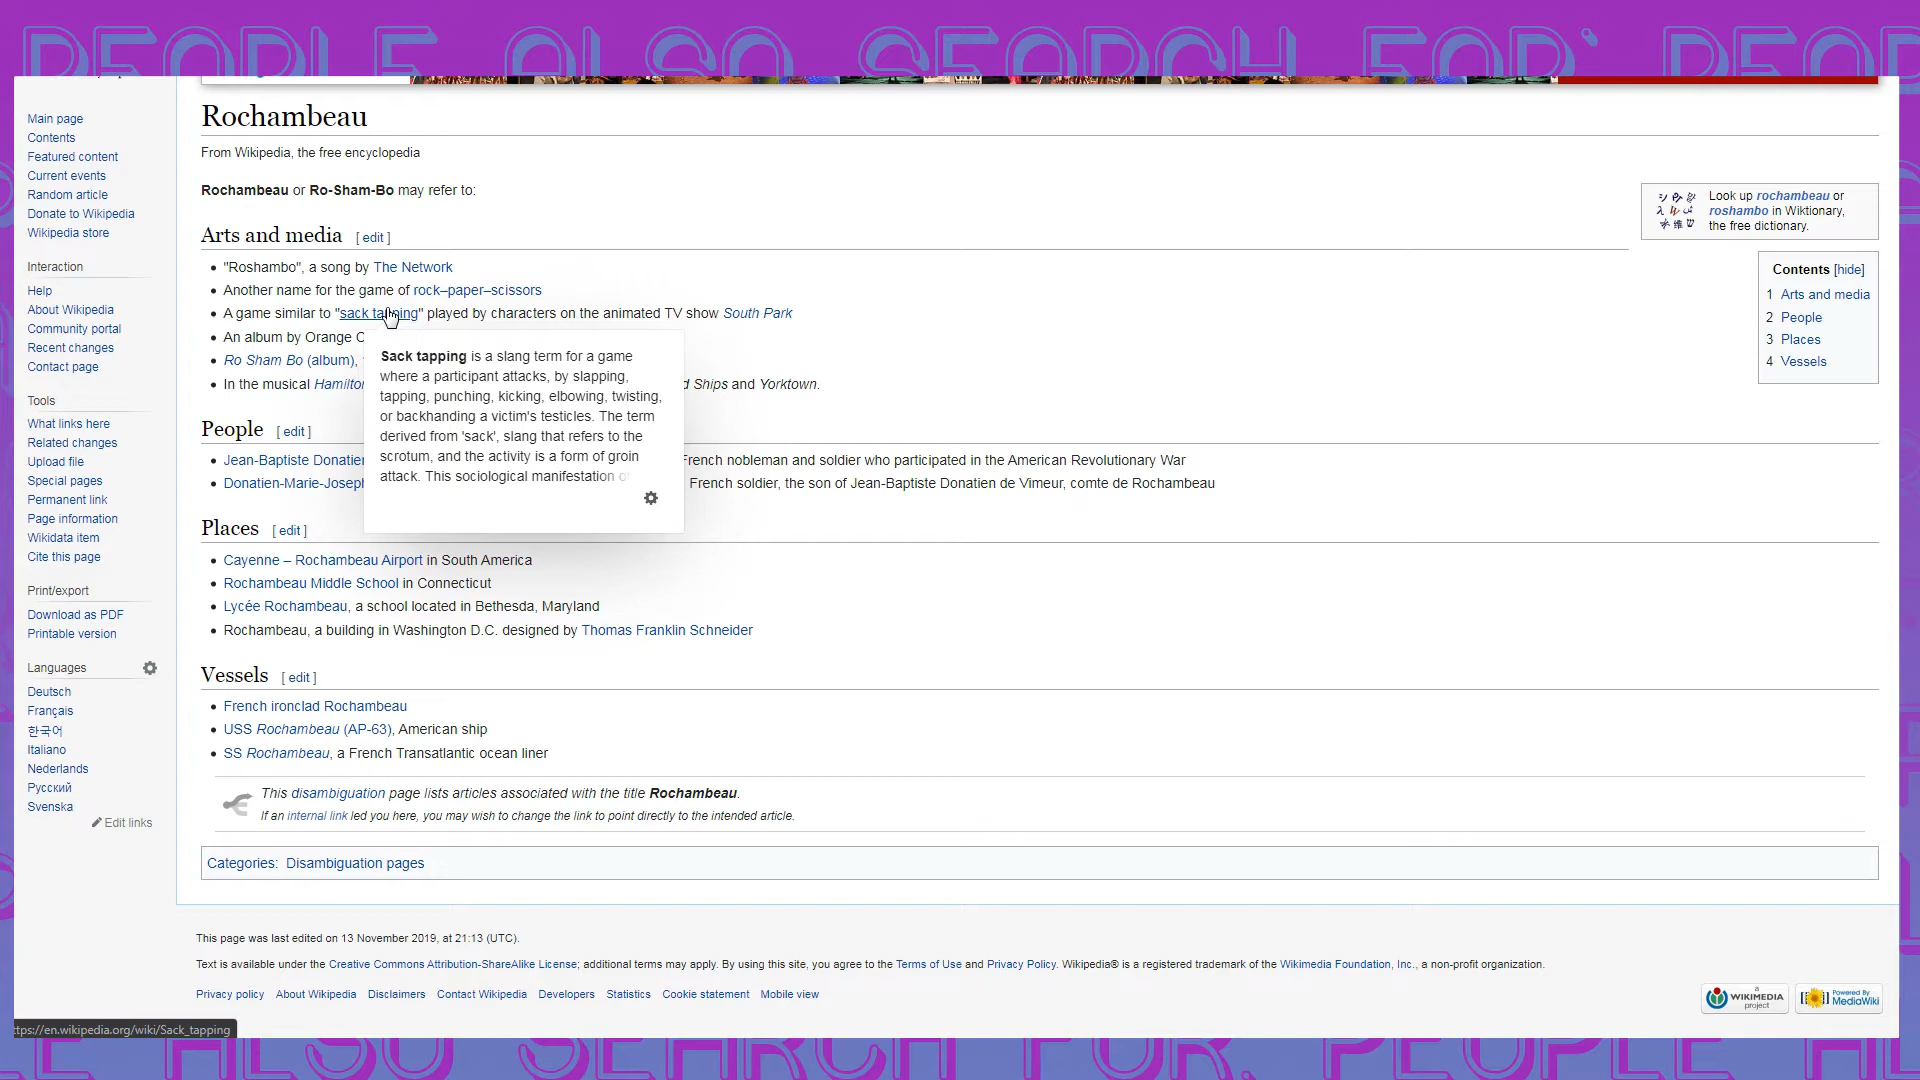 PEOPLE ALSO SEARCH FOR: PEOP
Rochambeau
From Wikipedia, the free encyclopedia
Rochambeau or Ro-Sham-Bo may refer to:
Arts and media [ edit ]
"Roshambo", a song by The Network
Another name for the game of rock–paper–scissors
A game similar to "sack tapping" played by characters on the animated TV show South Park
An album by Orange
Ro Sham Bo (album),
In the musical Hamilton
Ships and Yorktown.
Sack tapping is a slang term for a game
where a participant attacks, by slapping,
tapping, punching, kicking, elbowing, twisting,
or backhanding a victim's testicles. The term
derived from 'sack', slang that refers to the
scrotum, and the activity is a form of groin
attack. This sociological manifestation
People [ edit ]
Jean-Baptiste Donatien
French nobleman and soldier who participated in the American Revolutionary War
Donatien-Marie-Joseph
French soldier, the son of Jean-Baptiste Donatien de Vimeur, comte de Rochambeau
Places [ edit ]
Cayenne – Rochambeau Airport in South America
Rochambeau Middle School in Connecticut
Lycée Rochambeau, a school located in Bethesda, Maryland
Rochambeau, a building in Washington D.C. designed by Thomas Franklin Schneider
Vessels [ edit ]
French ironclad Rochambeau
USS Rochambeau (AP-63), American ship
SS Rochambeau, a French Transatlantic ocean liner
This disambiguation page lists articles associated with the title Rochambeau.
If an internal link led you here, you may wish to change the link to point directly to the intended article.
Categories: Disambiguation pages
Look up rochambeau or
roshambo in Wiktionary,
the free dictionary.
Contents [hide]
1 Arts and media
2 People
3 Places
4 Vessels
Main page
Contents
Featured content
Current events
Random article
Donate to Wikipedia
Wikipedia store
Interaction
Help
About Wikipedia
Community portal
Recent changes
Contact page
Tools
What links here
Related changes
Upload file
Special pages
Permanent link
Page information
Wikidata item
Cite this page
Print/export
Download as PDF
Printable version
Languages
Deutsch
Français
한국어
Italiano
Nederlands
Русский
Svenska
Edit links
This page was last edited on 13 November 2019, at 21:13 (UTC).
Text is available under the Creative Commons Attribution-ShareAlike License; additional terms may apply. By using this site, you agree to the Terms of Use and Privacy Policy. Wikipedia® is a registered trademark of the Wikimedia Foundation, Inc., a non-profit organization.
Privacy policy About Wikipedia Disclaimers Contact Wikipedia Developers Statistics Cookie statement Mobile view
A WIKIMEDIA project
Powered By MediaWiki
ttps://en.wikipedia.org/wiki/Sack_tapping
LE ALSO SEARCH FOR: PEOPLE AL